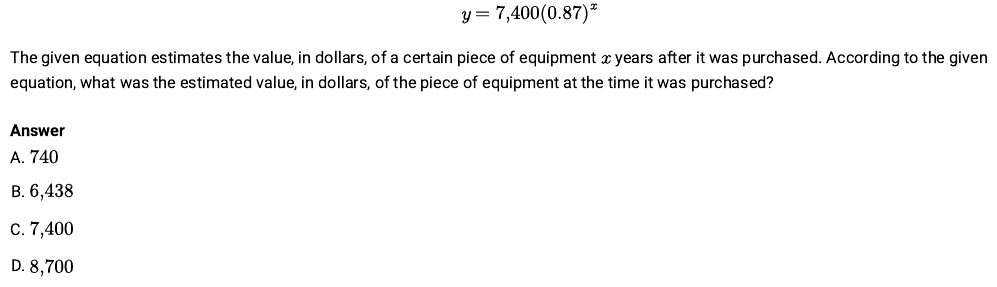 y = 7,400(0.87)^x
The given equation estimates the value, in dollars, of a certain piece of equipment x years after it was purchased. According to the given
equation, what was the estimated value, in dollars, of the piece of equipment at the time it was purchased?
Answer
A. 740
B. 6,438
C. 7,400
D. 8,700